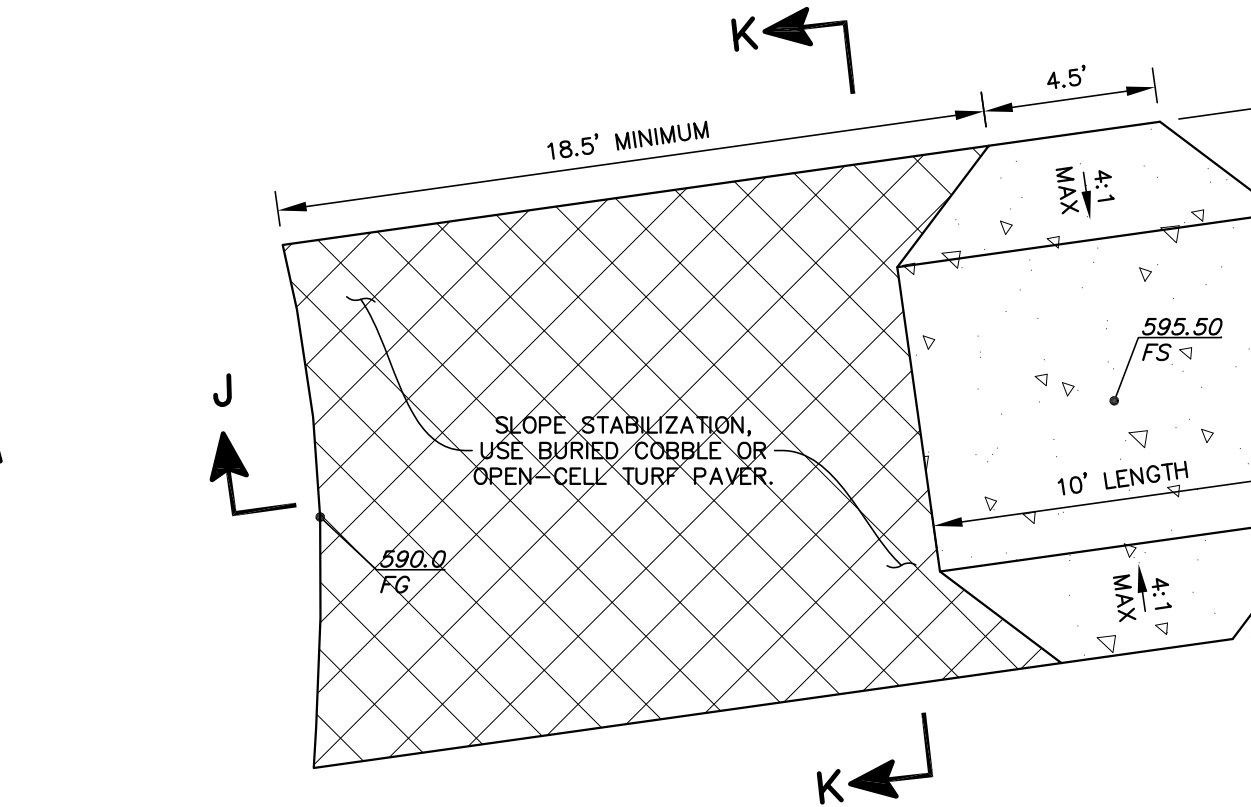 K
4.5'
18.5' MINIMUM
4:1
MAX
595.50
FS
J
SLOPE STABILIZATION,
USE BURIED COBBLE OR
OPEN-CELL TURF PAVER.
10' LENGTH
590.0
FG
4:1
MAX
K